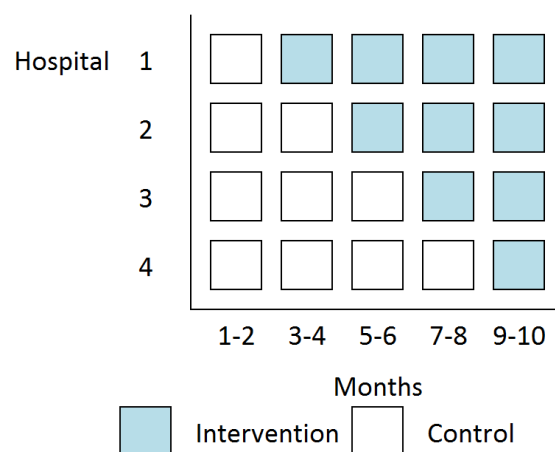 Hospital 1
2
3
4
1-2 3-4 5-6 7-8 9-10
Months
Intervention Control